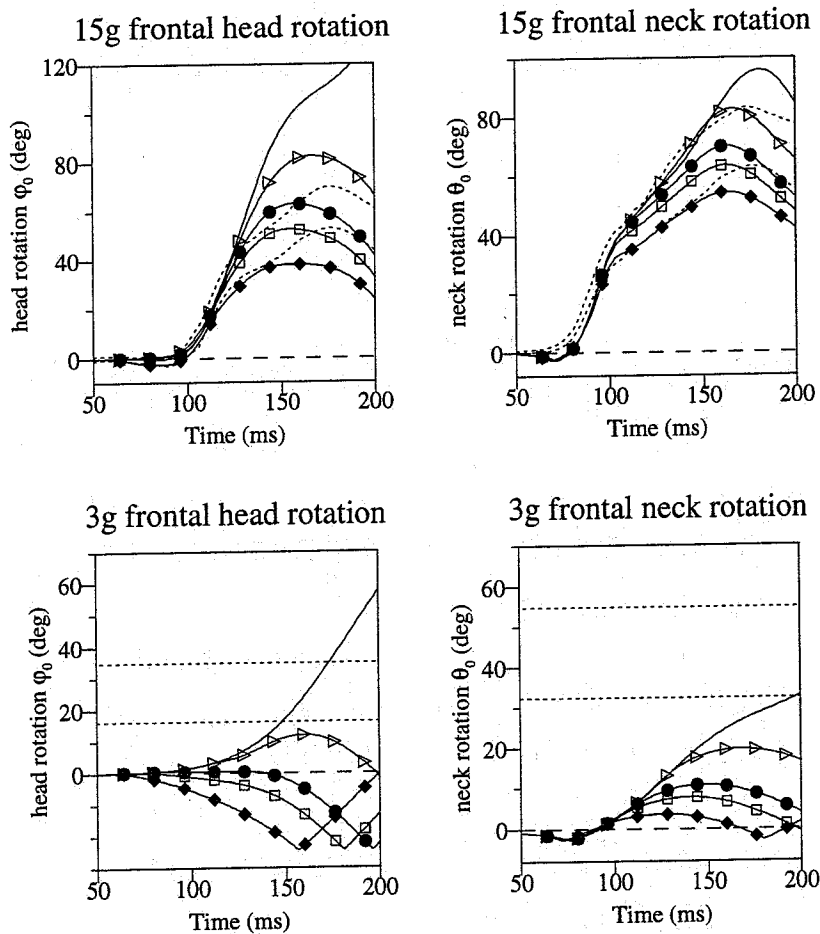 15g frontal head rotation
120
80
40
0
head rotation φ₀ (deg)
50
100
150
200
Time (ms)
15g frontal neck rotation
80
40
0
neck rotation θ₀ (deg)
50
100
150
200
Time (ms)
3g frontal head rotation
60
40
20
0
head rotation φ₀ (deg)
50
100
150
200
Time (ms)
3g frontal neck rotation
60
40
20
0
neck rotation θ₀ (deg)
50
100
150
200
Time (ms)